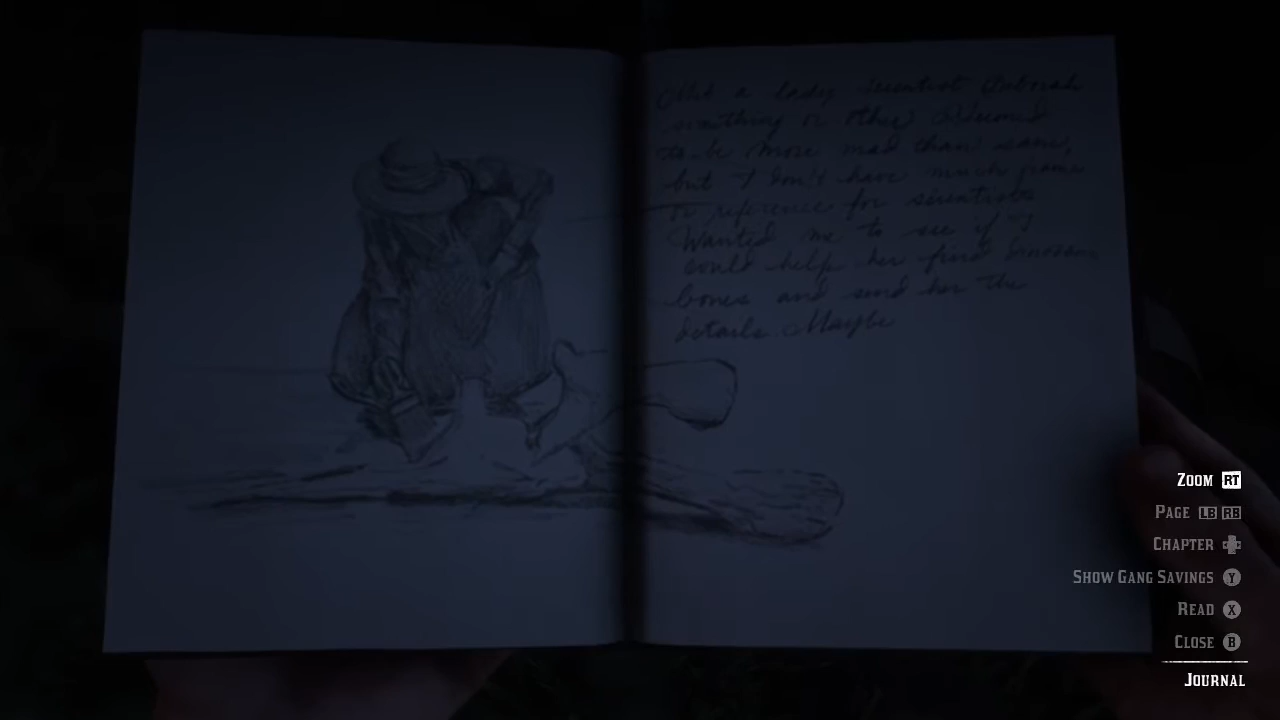 Met a lady scientist Deborah
something or other. Seemed
to be more mad than sane,
but I don't have much frame
of reference for scientists
Wanted me to see if I
could help her find dinosaur
bones and send her the
details. Maybe
ZOOM RT
PAGE LB RB
CHAPTER
SHOW GANG SAVINGS Y
READ X
CLOSE B
JOURNAL